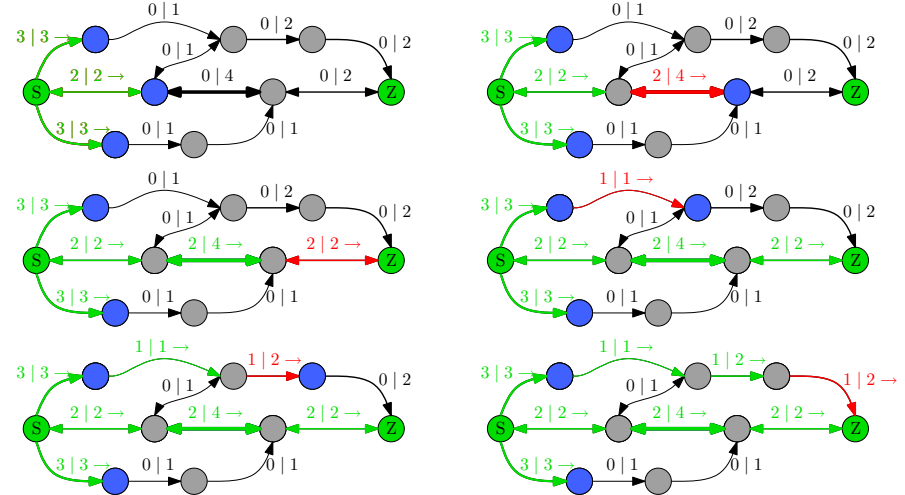 0 | 1
0 | 2
3 | 3 →
0 | 1
0 | 2
2 | 2 →
0 | 4
0 | 2
S
Z
3 | 3 →
0 | 1
0 | 1
0 | 1
0 | 2
3 | 3 →
0 | 1
0 | 2
2 | 2 →
2 | 4 →
0 | 2
S
Z
3 | 3 →
0 | 1
0 | 1
0 | 1
0 | 2
3 | 3 →
0 | 1
0 | 2
2 | 2 →
2 | 4 →
2 | 2 →
S
Z
3 | 3 →
0 | 1
0 | 1
1 | 1 →
0 | 2
3 | 3 →
0 | 1
0 | 2
2 | 2 →
2 | 4 →
2 | 2 →
S
Z
3 | 3 →
0 | 1
0 | 1
1 | 1 →
1 | 2 →
3 | 3 →
0 | 1
0 | 2
2 | 2 →
2 | 4 →
2 | 2 →
S
Z
3 | 3 →
0 | 1
0 | 1
1 | 1 →
1 | 2 →
3 | 3 →
0 | 1
1 | 2 →
2 | 2 →
2 | 4 →
2 | 2 →
S
Z
3 | 3 →
0 | 1
0 | 1